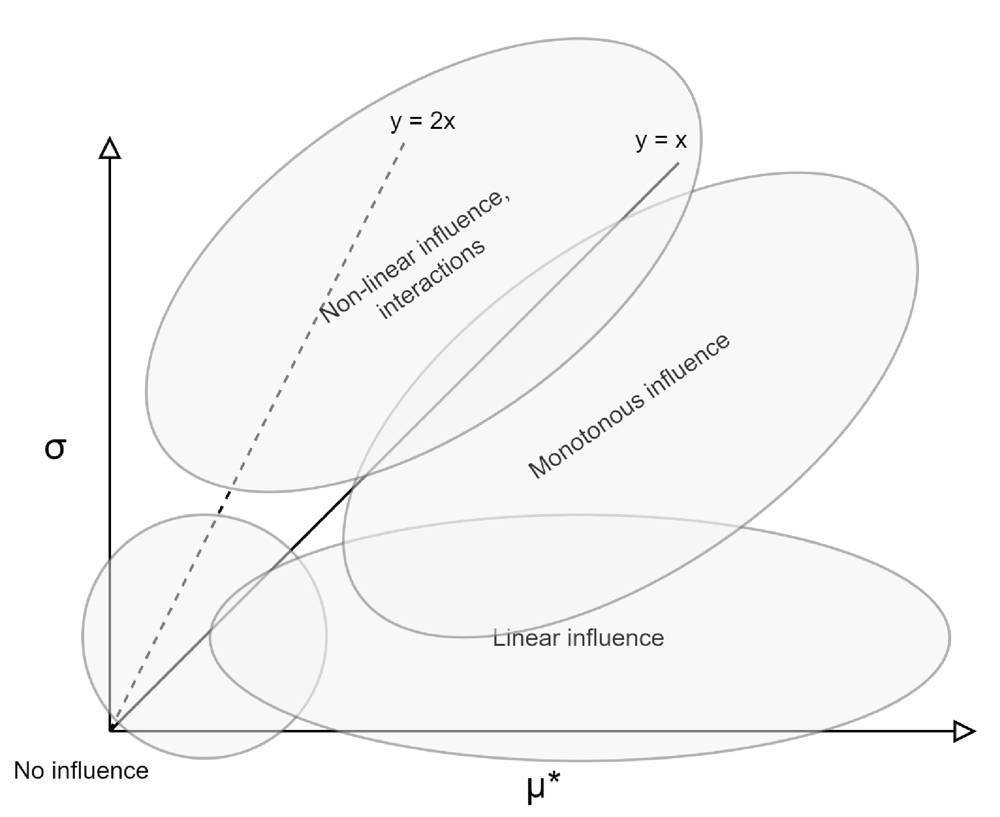 y = 2x
y = x
Non-linear influence,
interactions
Monotonous influence
σ
Linear influence
No influence
μ*